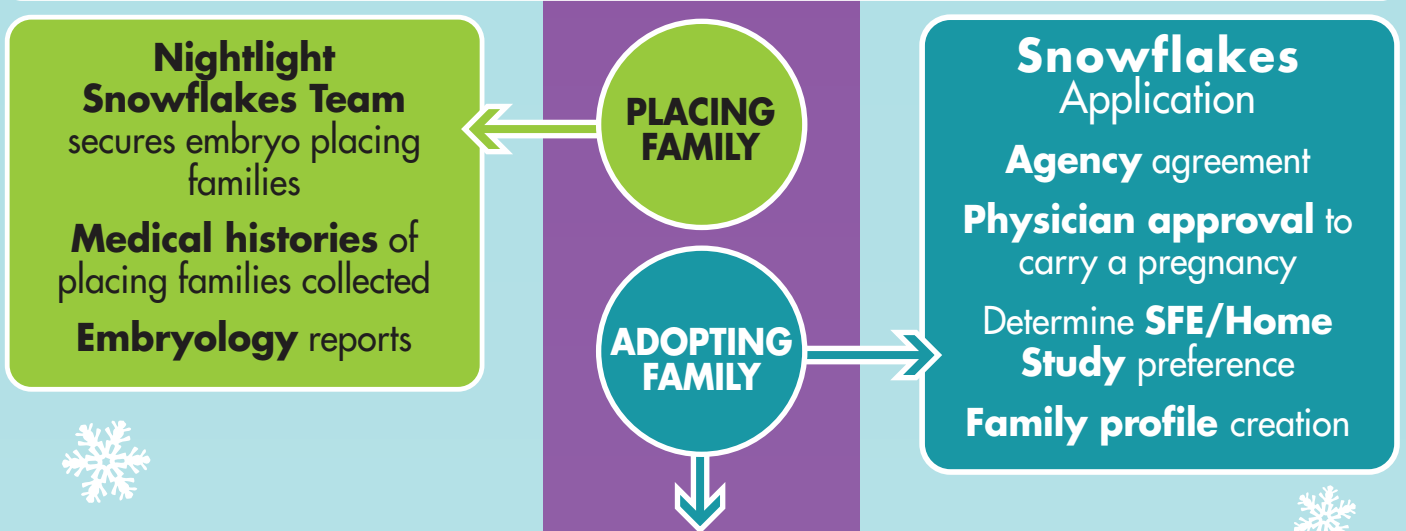 Nightlight
Snowflakes Team
secures embryo placing
families
Medical histories of
placing families collected
Embryology reports
PLACING
FAMILY
ADOPTING
FAMILY
Snowflakes
Application
Agency agreement
Physician approval to
carry a pregnancy
Determine SFE/Home
Study preference
Family profile creation